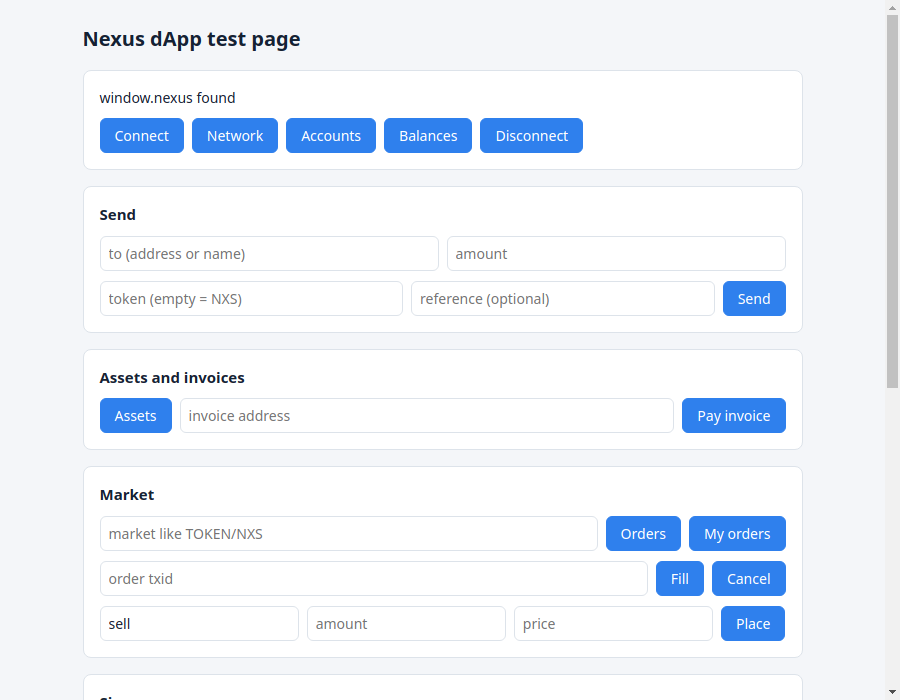 Nexus dApp test page
window.nexus found
Connect Network Accounts Balances Disconnect
Send
to (address or name) amount
token (empty = NXS) reference (optional) Send
Assets and invoices
Assets invoice address Pay invoice
Market
market like TOKEN/NXS Orders My orders
order txid Fill Cancel
sell amount price Place